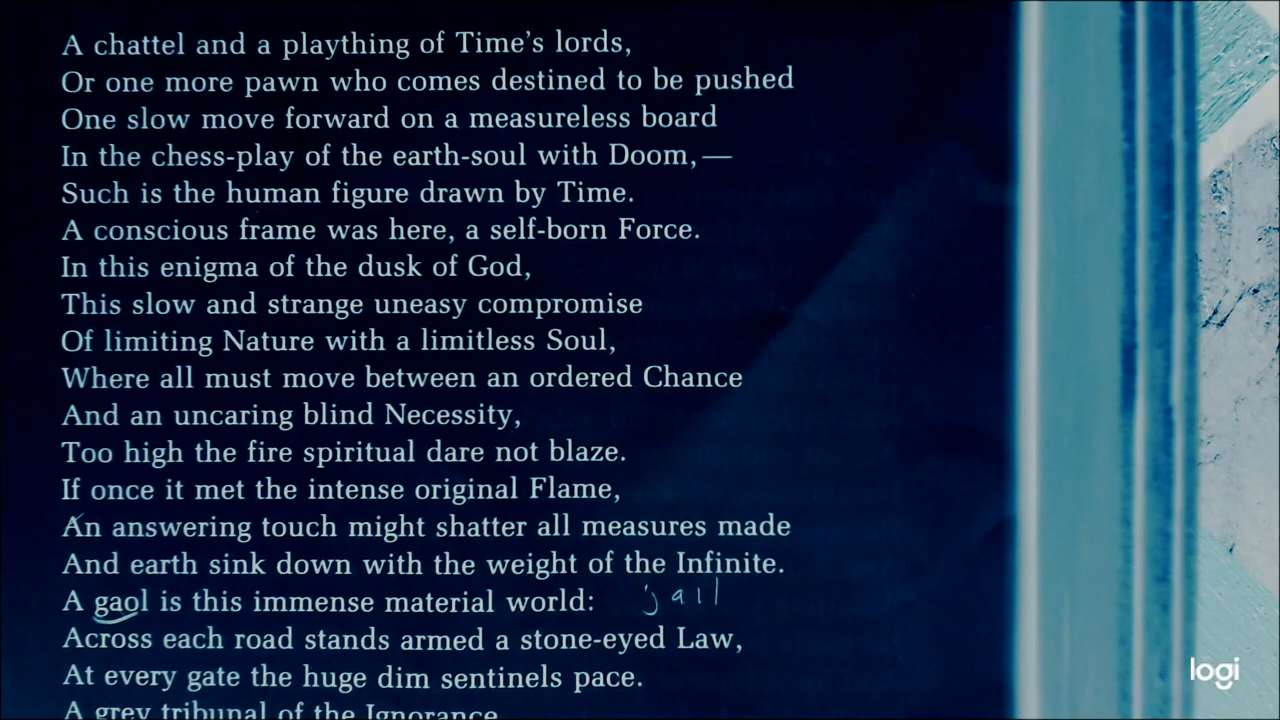 A chattel and a plaything of Time's lords,
Or one more pawn who comes destined to be pushed
One slow move forward on a measureless board
In the chess-play of the earth-soul with Doom,—
Such is the human figure drawn by Time.
A conscious frame was here, a self-born Force.
In this enigma of the dusk of God,
This slow and strange uneasy compromise
Of limiting Nature with a limitless Soul,
Where all must move between an ordered Chance
And an uncaring blind Necessity,
Too high the fire spiritual dare not blaze.
If once it met the intense original Flame,
An answering touch might shatter all measures made
And earth sink down with the weight of the Infinite.
A gaol is this immense material world: jail
Across each road stands armed a stone-eyed Law,
At every gate the huge dim sentinels pace.
A grey tribunal of the Ignorance
logi